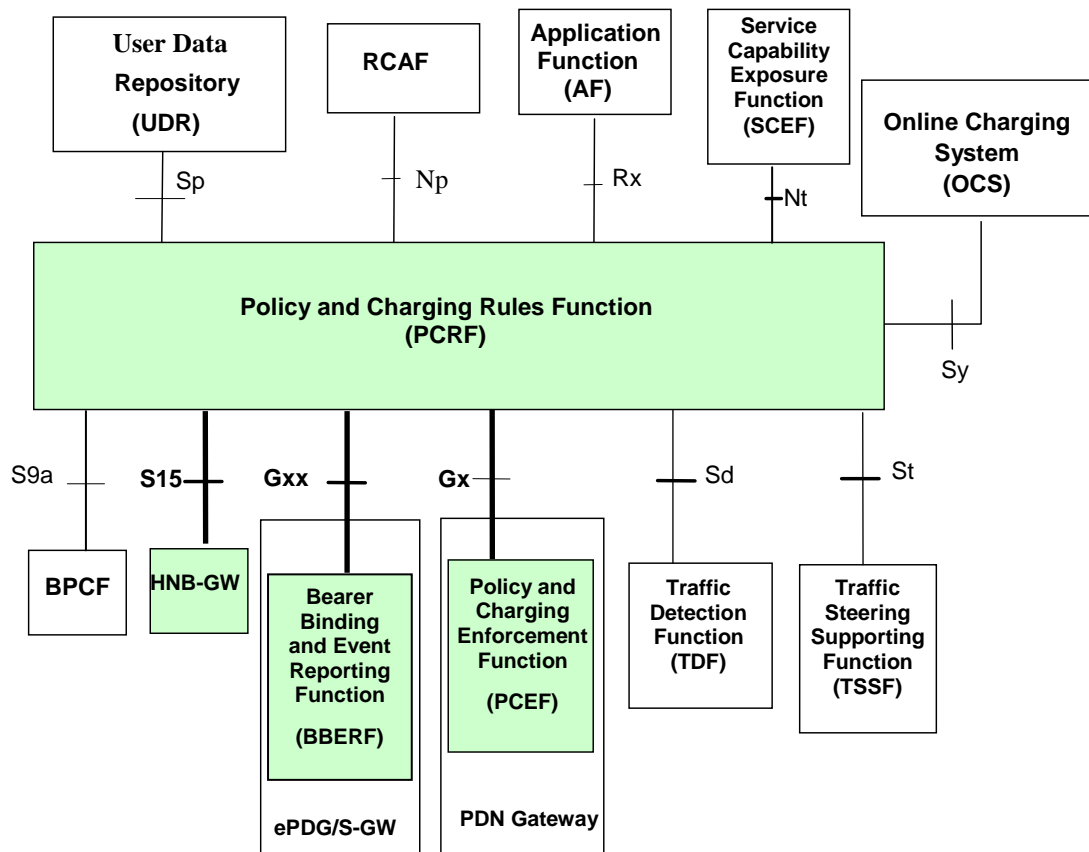 User Data
Repository
(UDR)
RCAF
Application
Function
(AF)
Service
Capability
Exposure
Function
(SCEF)
Online Charging
System
(OCS)
Sp
Np
Rx
Nt
Sy
Policy and Charging Rules Function
(PCRF)
S9a
S15
Gxx
Gx
Sd
St
BPCF
HNB-GW
Bearer
Binding
and Event
Reporting
Function
(BBERF)
ePDG/S-GW
Policy and
Charging
Enforcement
Function
(PCEF)
PDN Gateway
Traffic
Detection
Function
(TDF)
Traffic
Steering
Supporting
Function
(TSSF)